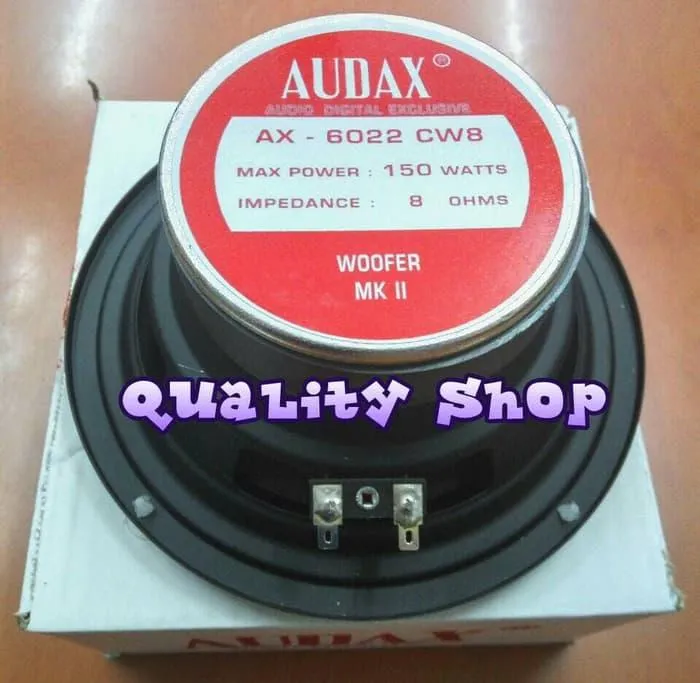 AUDAX®
AUDIO DIGITAL EXCLUSIVE
AX - 6022 CW8
MAX POWER : 150 WATTS
IMPEDANCE : 8 OHMS
WOOFER
MK II
Quality Shop
AUDAX